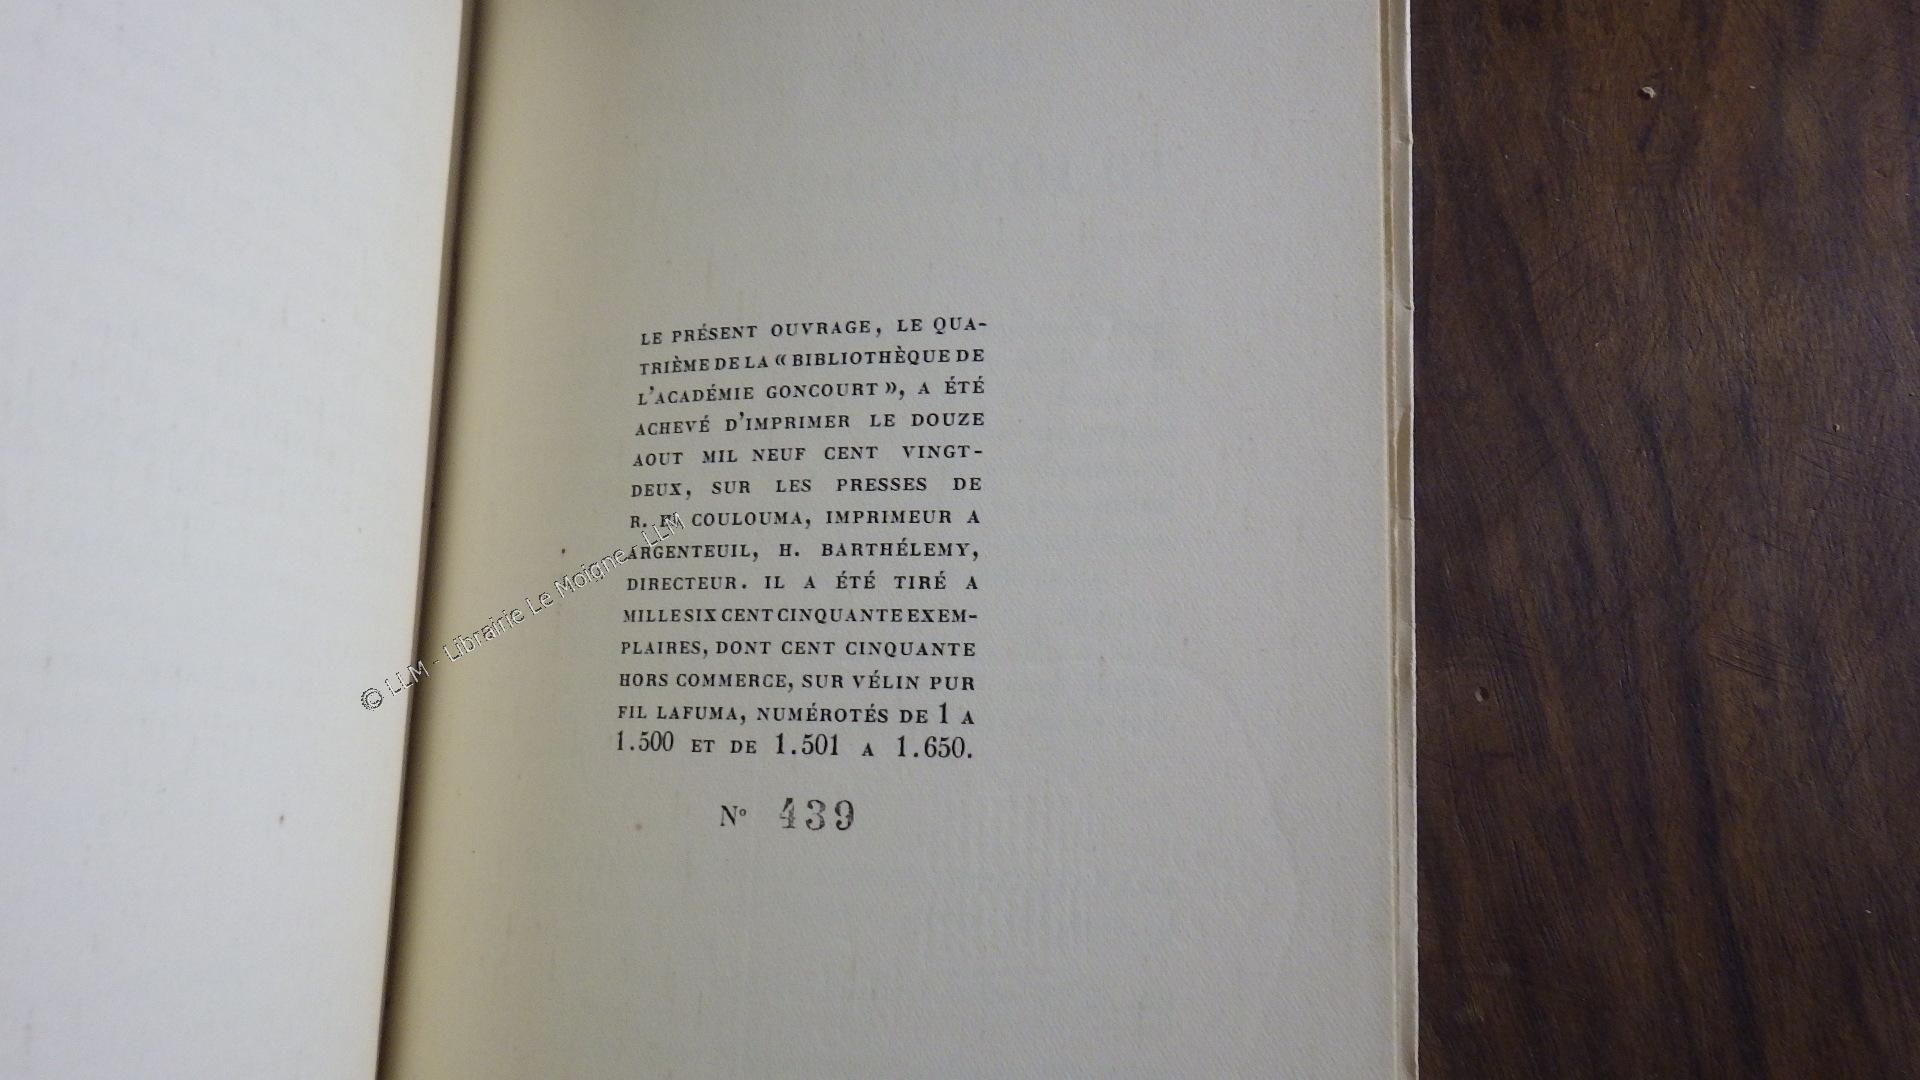 LE PRÉSENT OUVRAGE, LE QUA-
TRIÈME DE LA « BIBLIOTHÈQUE DE
L'ACADÉMIE GONCOURT », A ÉTÉ
ACHEVÉ D'IMPRIMER LE DOUZE
AOUT MIL NEUF CENT VINGT-
DEUX, SUR LES PRESSES DE
R. COULOUMA, IMPRIMEUR A
ARGENTEUIL, H. BARTHÉLEMY,
DIRECTEUR. IL A ÉTÉ TIRÉ A
MILLE SIX CENT CINQUANTE EXEM-
PLAIRES, DONT CENT CINQUANTE
HORS COMMERCE, SUR VÉLIN PUR
FIL LAFUMA, NUMÉROTÉS DE 1 A
1.500 ET DE 1.501 A 1.650.
N° 439
© LLM - Librairie Le Moigne - LLM